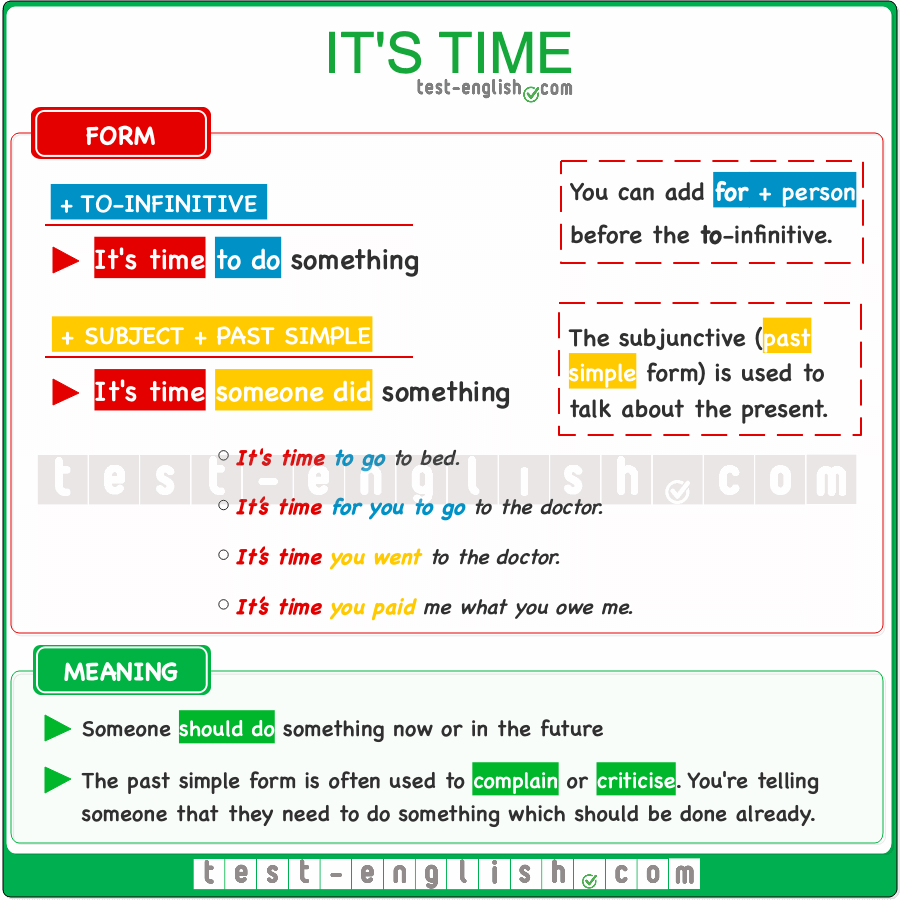 IT'S TIME
test-english.com
FORM
+ TO-INFINITIVE
It's time to do something
You can add for + person
before the to-infinitive.
+ SUBJECT + PAST SIMPLE
It's time someone did something
The subjunctive (past
simple form) is used to
talk about the present.
It's time to go to bed.
test-english.com
It's time for you to go to the doctor.
It's time you went to the doctor.
It's time you paid me what you owe me.
MEANING
Someone should do something now or in the future
The past simple form is often used to complain or criticise. You're telling
someone that they need to do something which should be done already.
test-english.com